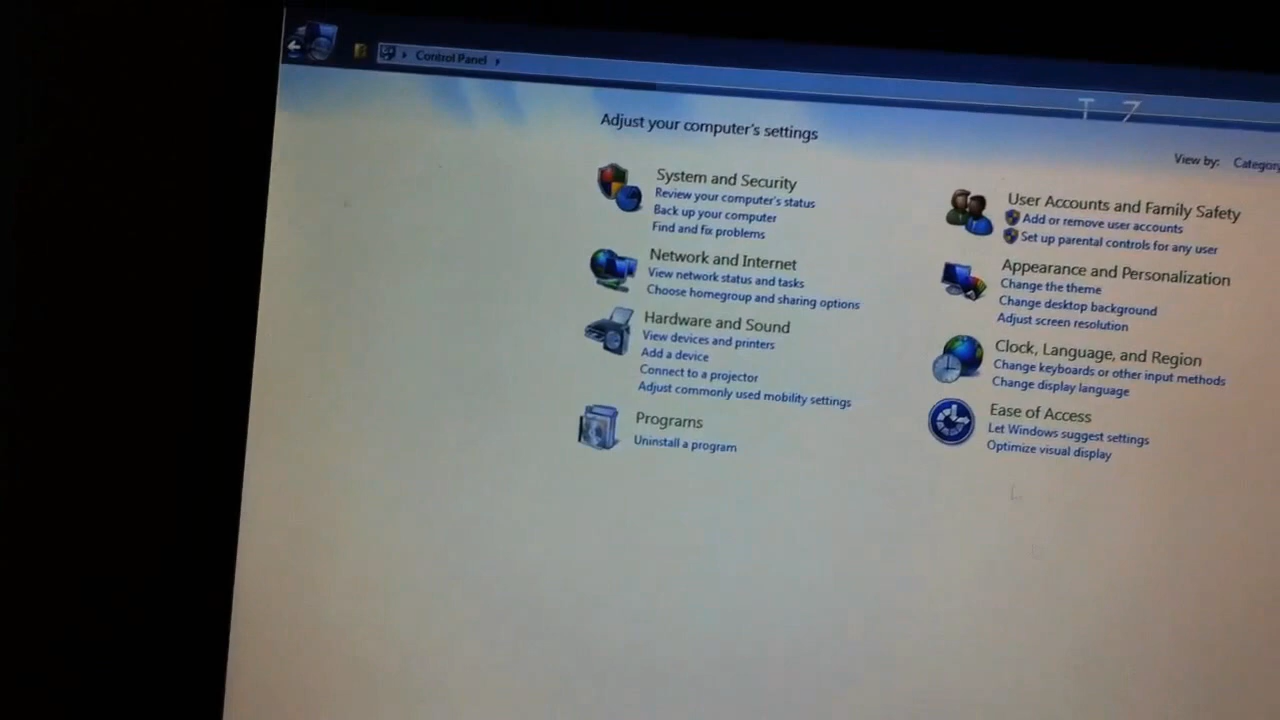 Control Panel
Adjust your computer's settings
View by:
System and Security
Review your computer's status
Back up your computer
Find and fix problems
Network and Internet
View network status and tasks
Choose homegroup and sharing options
Hardware and Sound
View devices and printers
Add a device
Connect to a projector
Adjust commonly used mobility settings
Programs
Uninstall a program
User Accounts and Family Safety
Add or remove user accounts
Set up parental controls for any user
Appearance and Personalization
Change the theme
Change desktop background
Adjust screen resolution
Clock, Language, and Region
Change keyboards or other input methods
Change display language
Ease of Access
Let Windows suggest settings
Optimize visual display